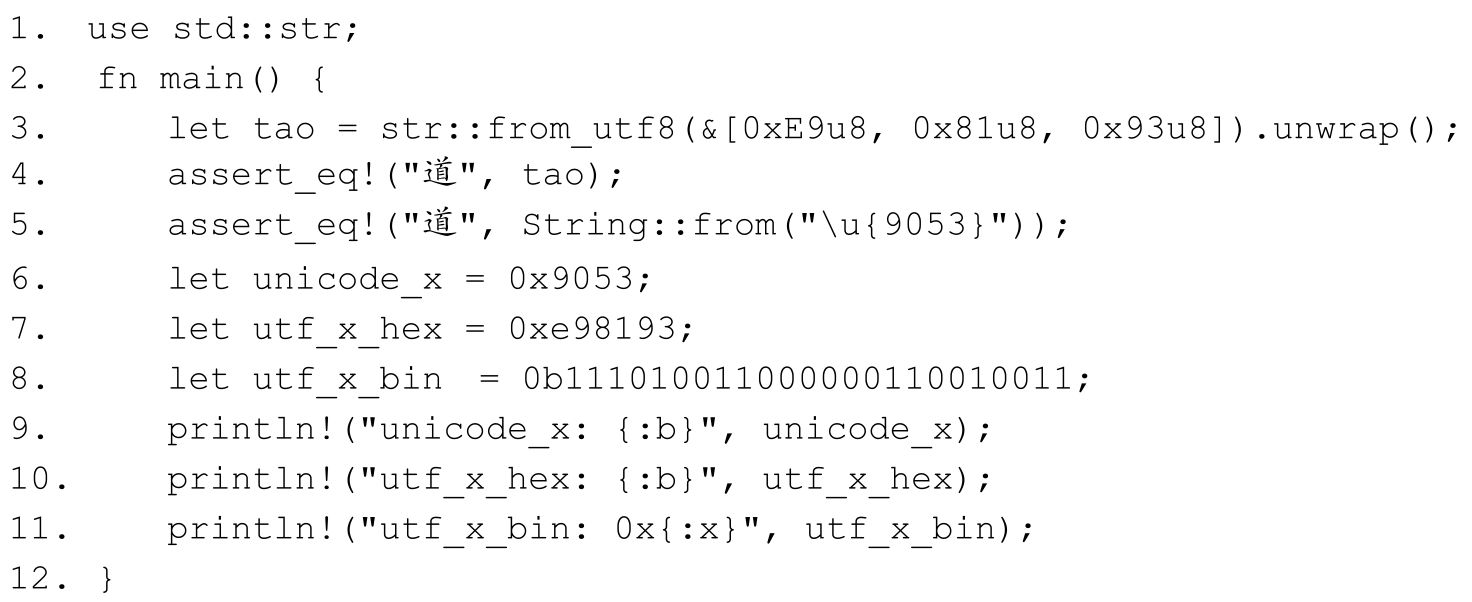 1. use std::str;
2. fn main() {
3. let tao = str::from_utf8(&[0xE9u8, 0x81u8, 0x93u8]).unwrap();
4. assert_eq!("道", tao);
5. assert_eq!("道", String::from("\u{9053}"));
6. let unicode_x = 0x9053;
7. let utf_x_hex = 0xe98193;
8. let utf_x_bin = 0b111010011000000110010011;
9. println!("unicode_x: {:b}", unicode_x);
10. println!("utf_x_hex: {:b}", utf_x_hex);
11. println!("utf_x_bin: 0x{:x}", utf_x_bin);
12. }